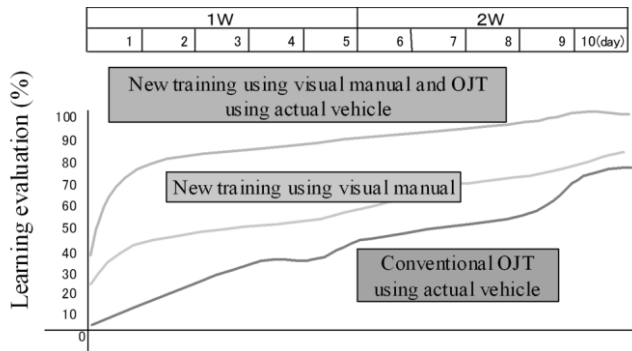 1W 2W
1 2 3 4 5 6 7 8 9 10(day)
New training using visual manual and OJT
using actual vehicle
Learning evaluation (%)
100
90
80
70
60
50
40
30
20
10
0
New training using visual manual
Conventional OJT
using actual vehicle